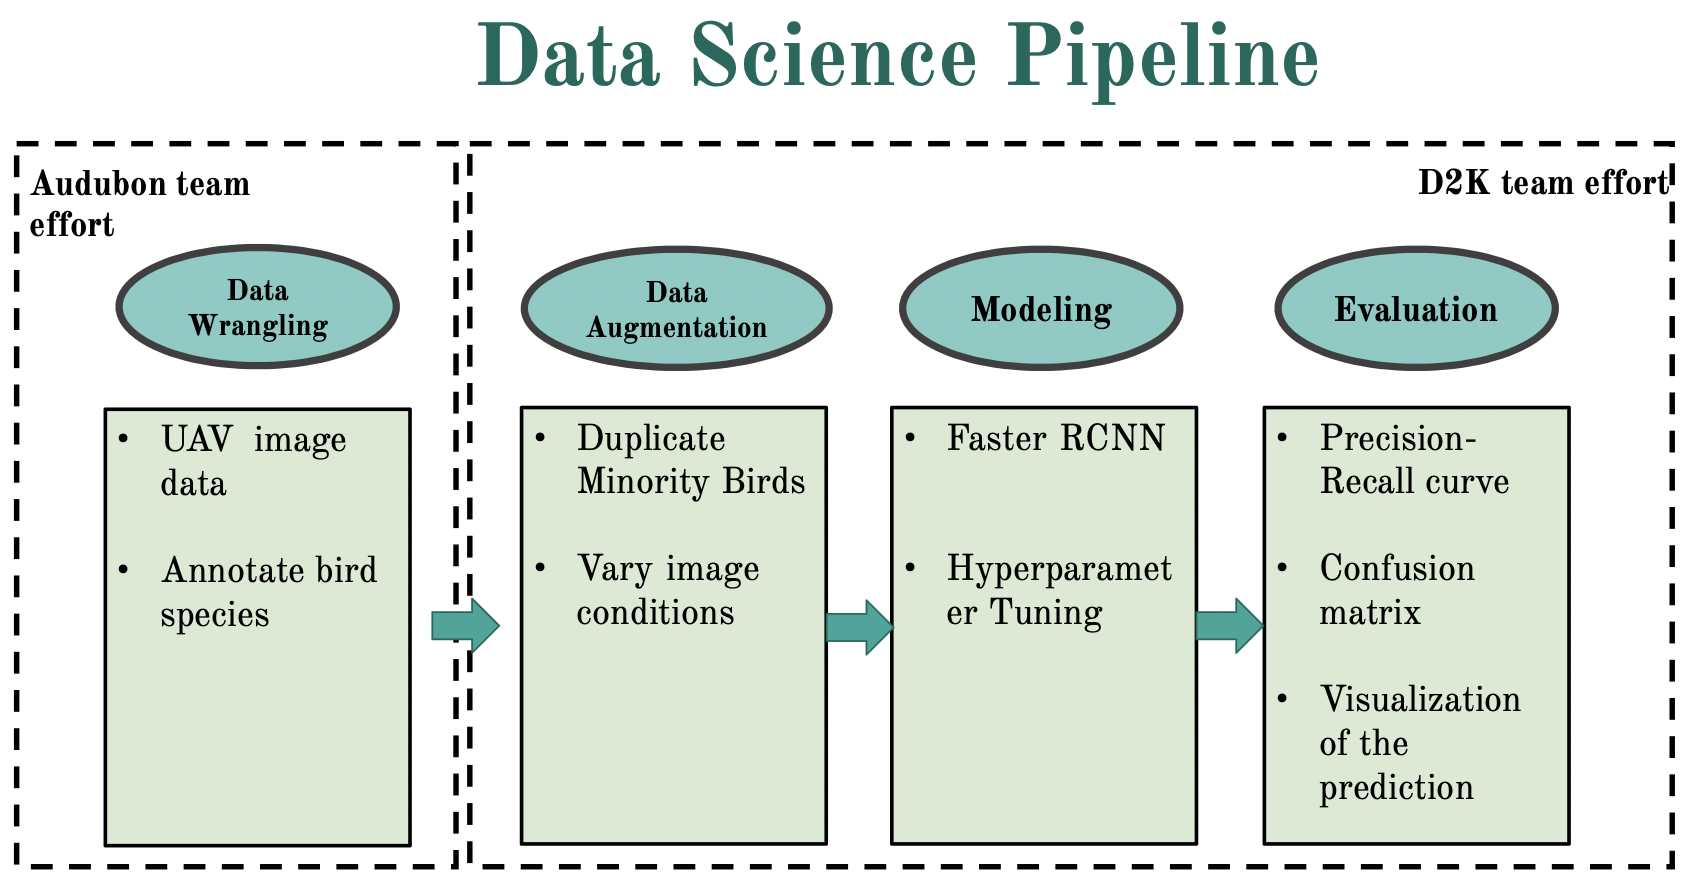 Data Science Pipeline
Audubon team
effort
D2K team effort
Data
Wrangling
Data
Augmentation
Modeling
Evaluation
• UAV image
data
• Annotate bird
species
• Duplicate
Minority Birds
• Vary image
conditions
• Faster RCNN
• Hyperparamet
er Tuning
• Precision-
Recall curve
• Confusion
matrix
• Visualization
of the
prediction